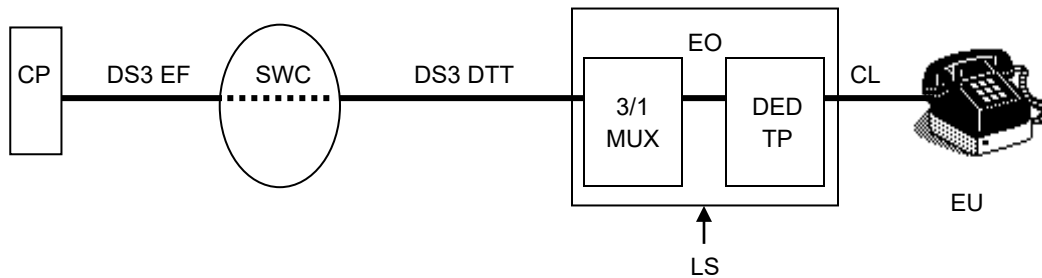 EO
CP
DS3 EF
SWC
DS3 DTT
CL
3/1
MUX
DED
TP
EU
LS